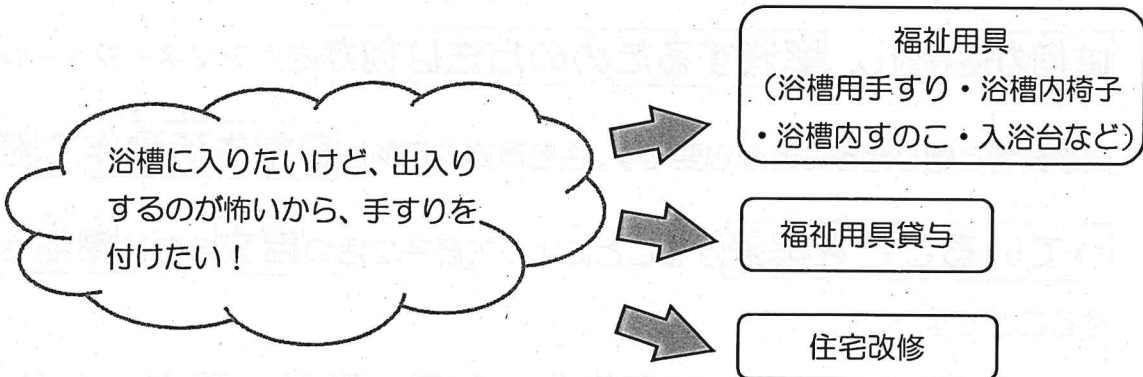 浴槽に入りたいけど、出入り
するのが怖いから、手すりを
付けたい！
福祉用具
（浴槽用手すり・浴槽内椅子
・浴槽内すのこ・入浴台など）
福祉用具貸与
住宅改修